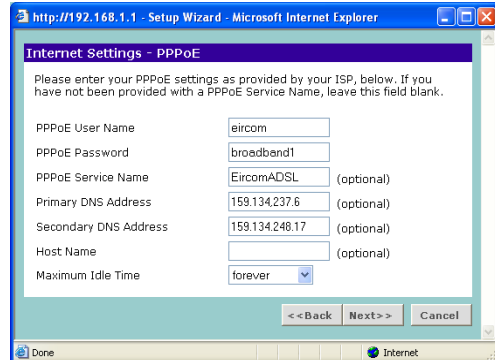 http://192.168.1.1 - Setup Wizard - Microsoft Internet Explorer
Internet Settings - PPPoE
Please enter your PPPoE settings as provided by your ISP, below. If you
have not been provided with a PPPoE Service Name, leave this field blank.
PPPoE User Name eircom
PPPoE Password broadband1
PPPoE Service Name EircomADSL (optional)
Primary DNS Address 159.134.237.6 (optional)
Secondary DNS Address 159.134.248.17 (optional)
Host Name (optional)
Maximum Idle Time forever
<<Back Next>> Cancel
Done Internet